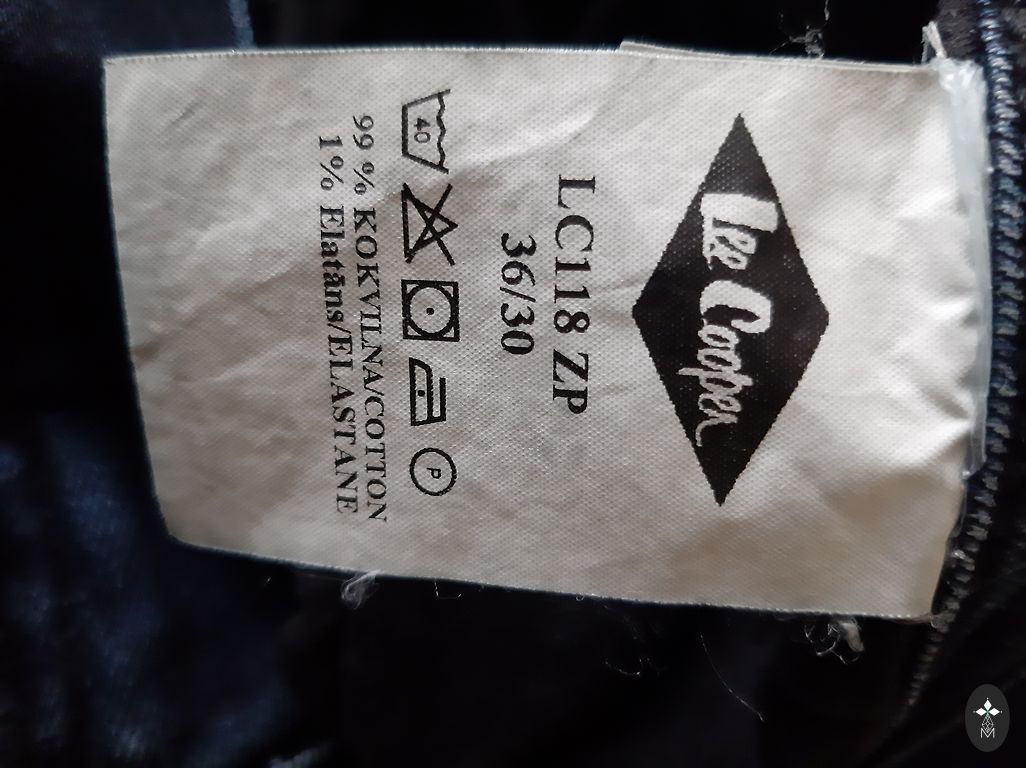 Lee Cooper
LC118 ZP
36/30
40
P
99 % KOKVILNA/COTTON
1% Elatāns/ELASTANE
M